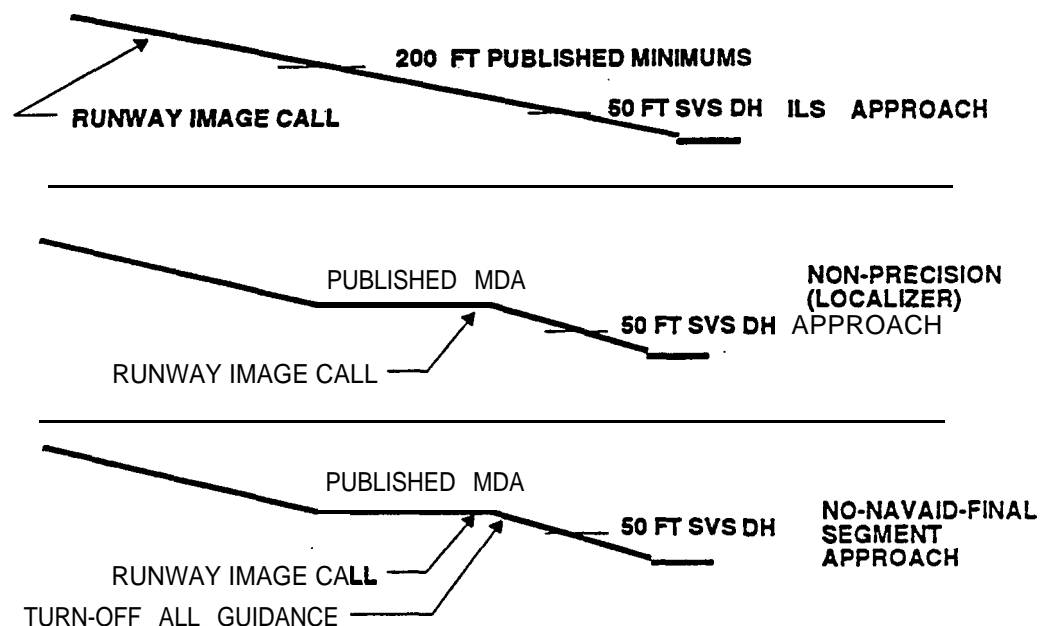 200 FT PUBLISHED MINIMUMS
RUNWAY IMAGE CALL
50 FT SVS DH ILS APPROACH
PUBLISHED MDA
NON-PRECISION
(LOCALIZER)
50 FT SVS DH APPROACH
RUNWAY IMAGE CALL
PUBLISHED MDA
50 FT SVS DH
NO-NAVAID-FINAL
SEGMENT
APPROACH
RUNWAY IMAGE CALL
TURN-OFF ALL GUIDANCE